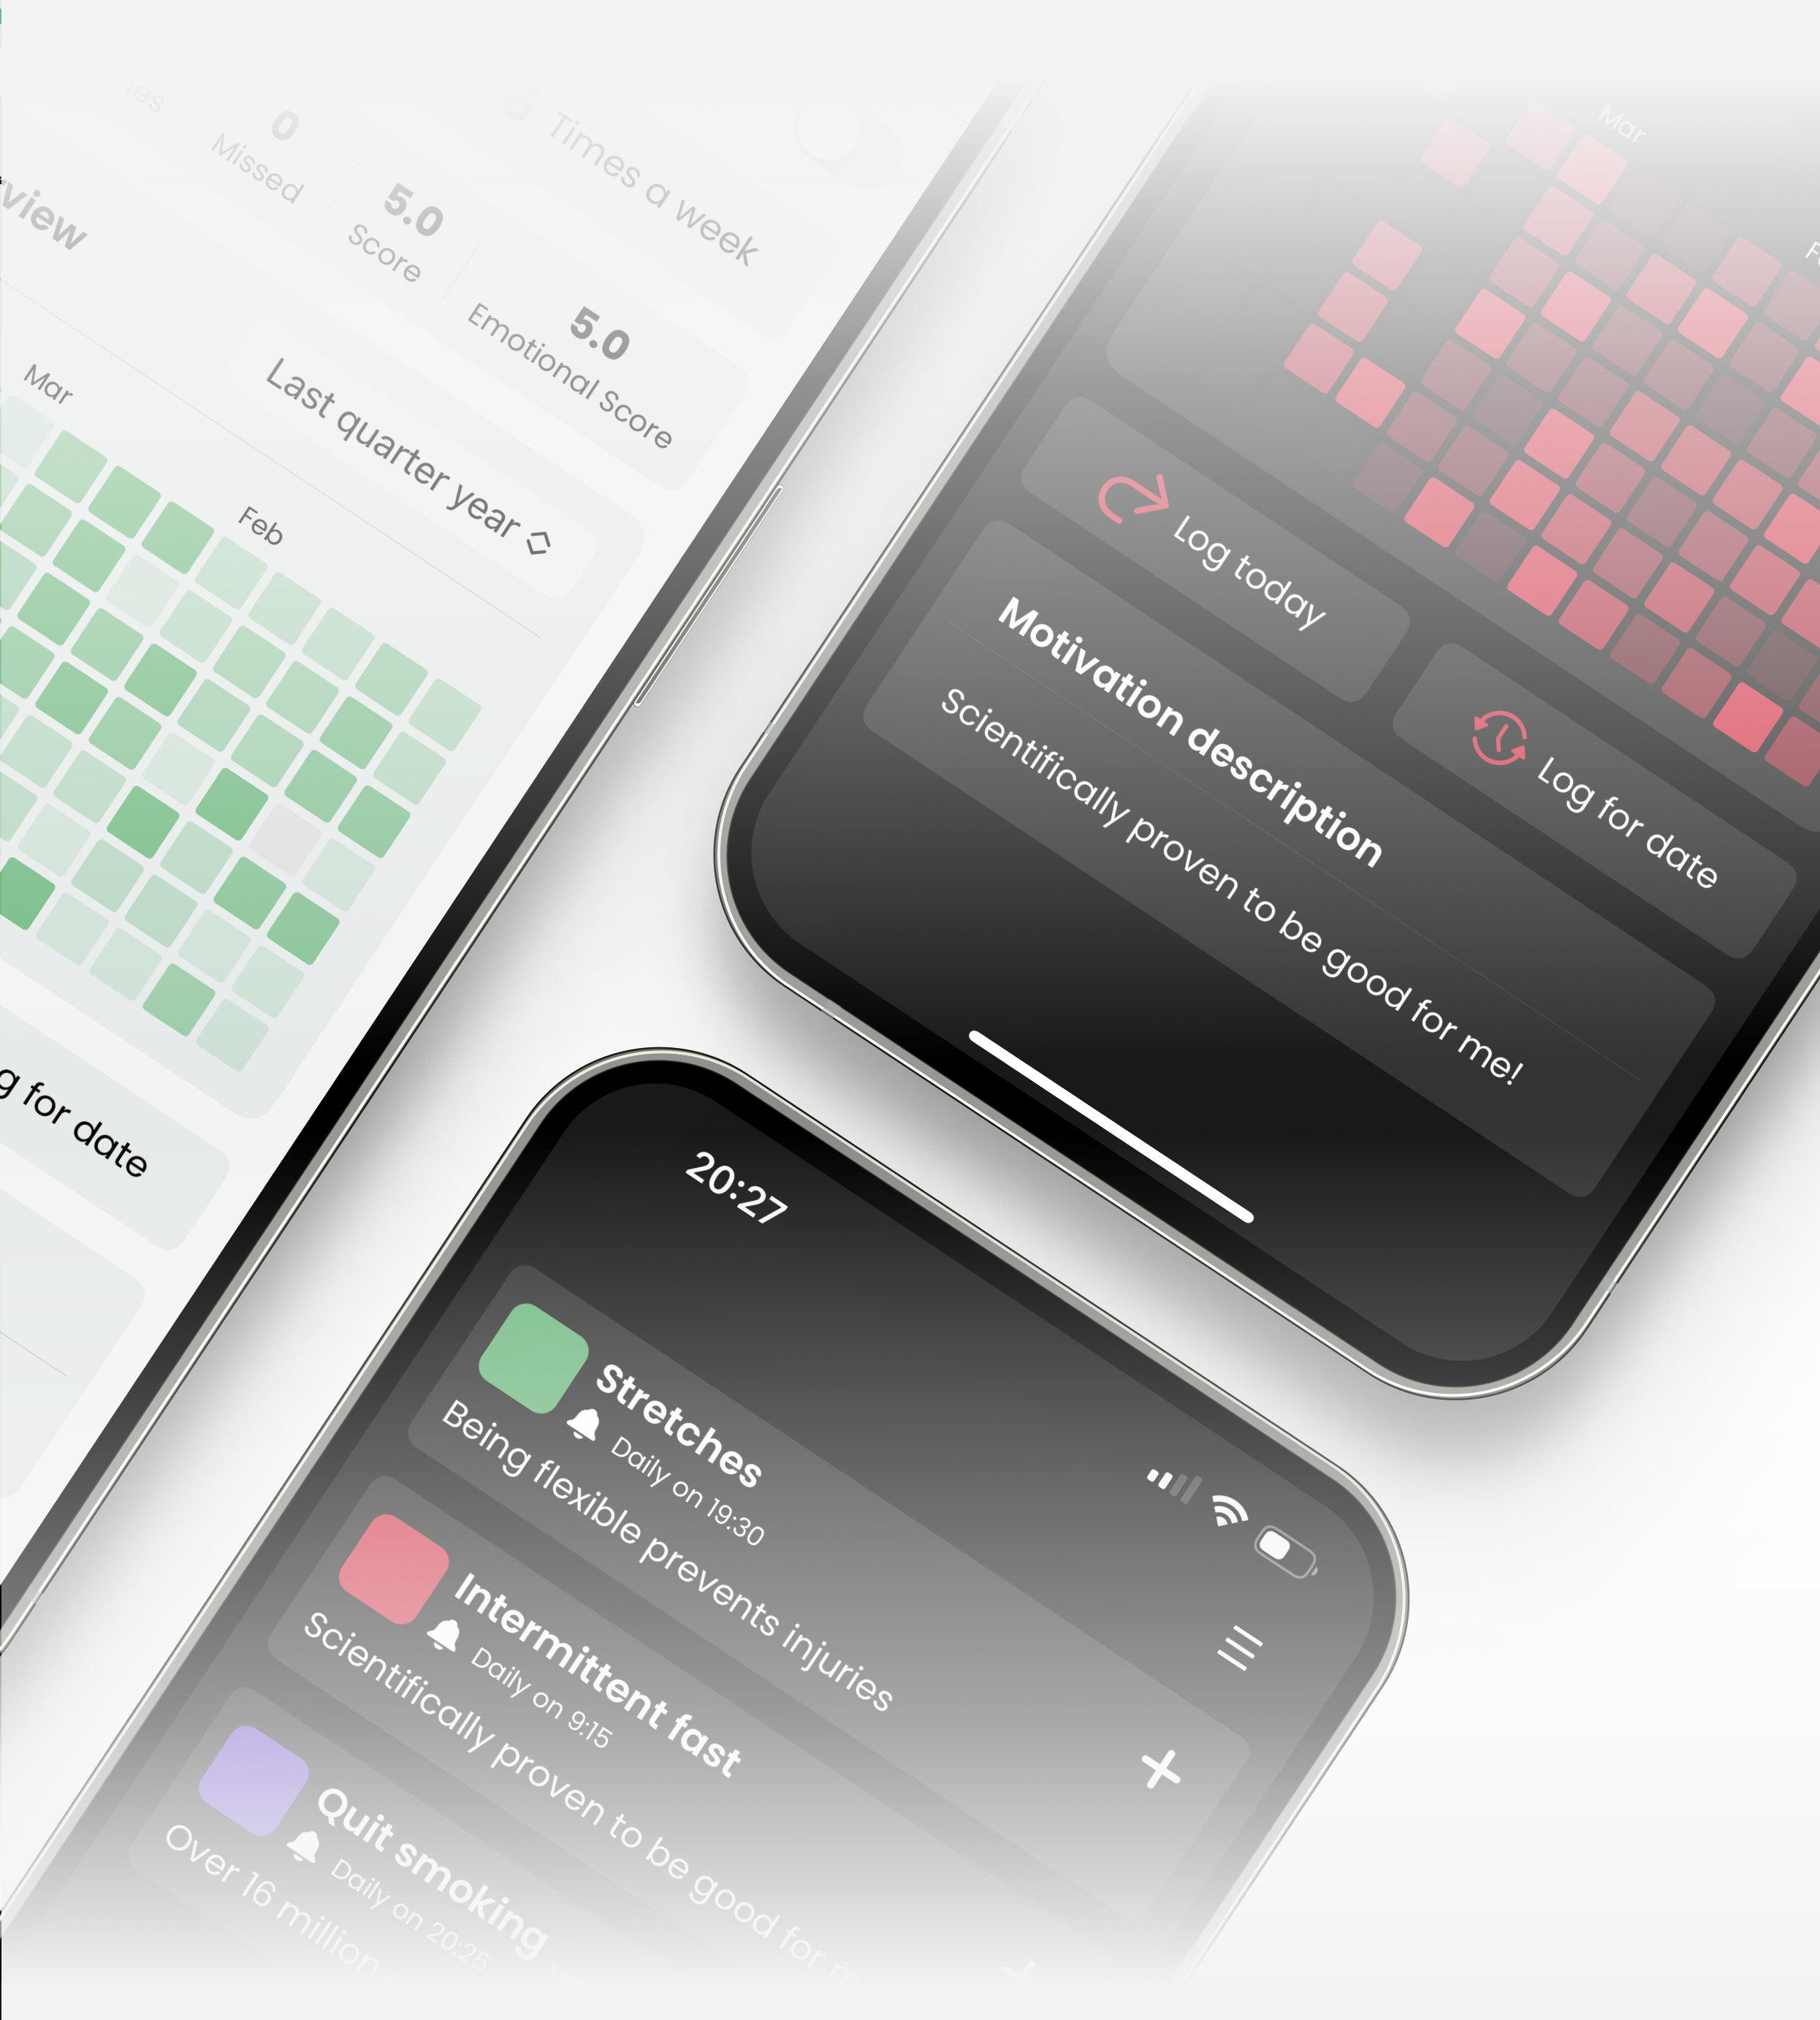 0
Missed
5.0
Score
5.0
Emotional Score
6 Times a week
view
Last quarter year
Mar
Feb
g for date
Mar
Log today
Log for date
Motivation description
Scientifically proven to be good for me!
20:27
Stretches
Daily on 19:30
Being flexible prevents injuries
Intermittent fast
Daily on 9:15
Scientifically proven to be good for m
Quit smoking
Daily on 20:25
Over 16 million